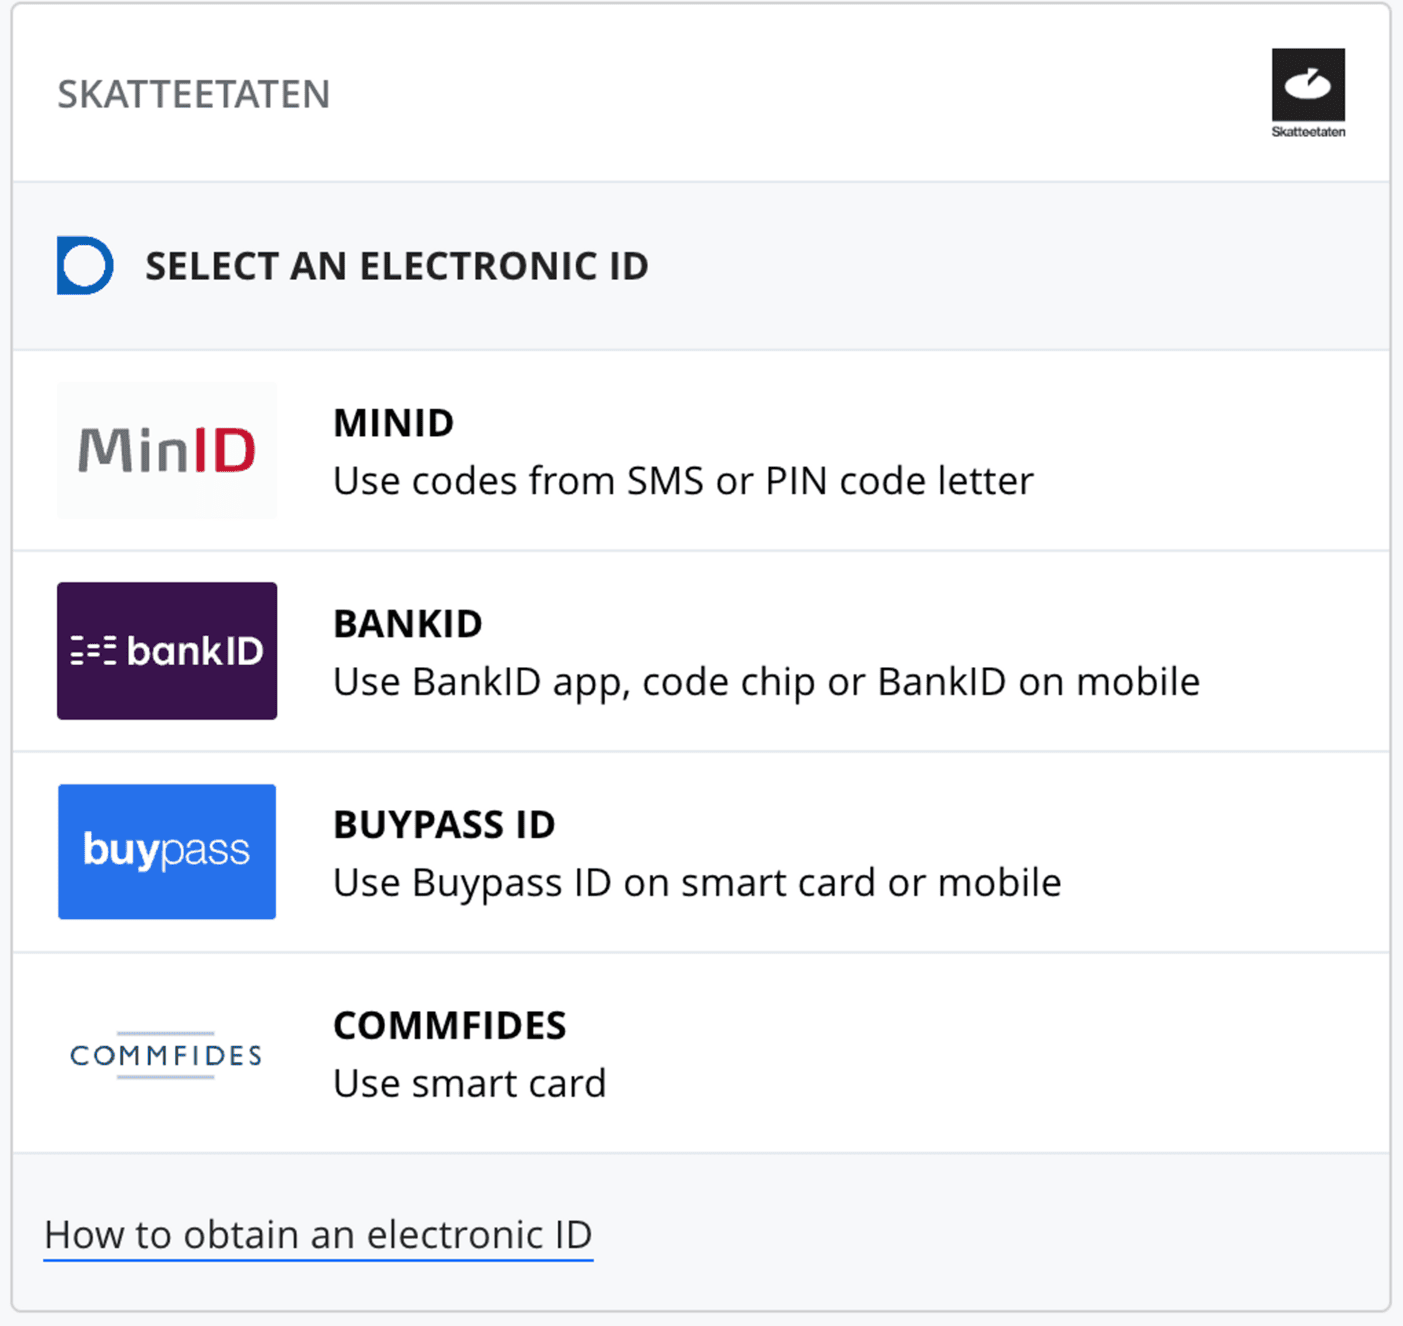 SKATTEETATEN
Skatteetaten
SELECT AN ELECTRONIC ID
MinID
MINID
Use codes from SMS or PIN code letter
bankID
BANKID
Use BankID app, code chip or BankID on mobile
buypass
BUYPASS ID
Use Buypass ID on smart card or mobile
COMMFIDES
COMMFIDES
Use smart card
How to obtain an electronic ID